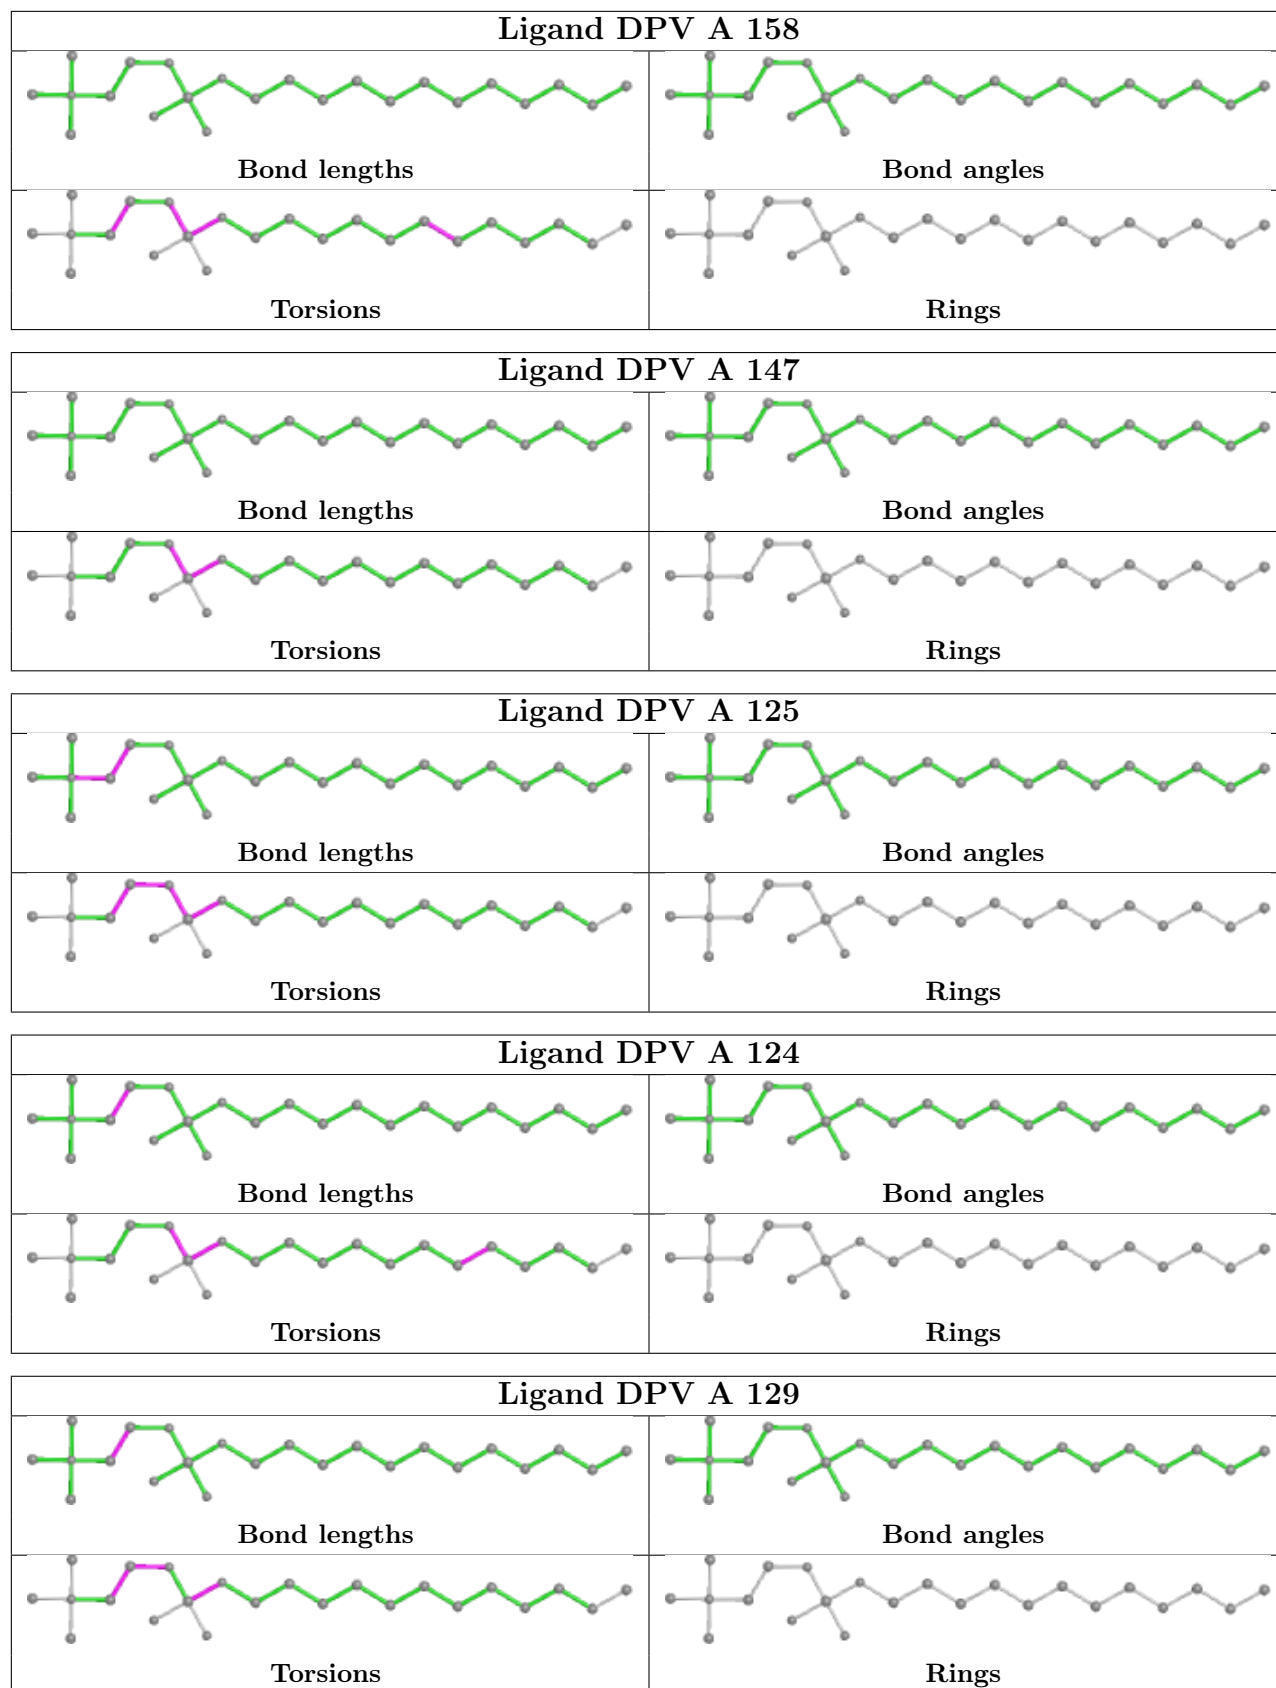 Ligand DPV A 158
Bond lengths
Bond angles
Torsions
Rings
Ligand DPV A 147
Bond lengths
Bond angles
Torsions
Rings
Ligand DPV A 125
Bond lengths
Bond angles
Torsions
Rings
Ligand DPV A 124
Bond lengths
Bond angles
Torsions
Rings
Ligand DPV A 129
Bond lengths
Bond angles
Torsions
Rings